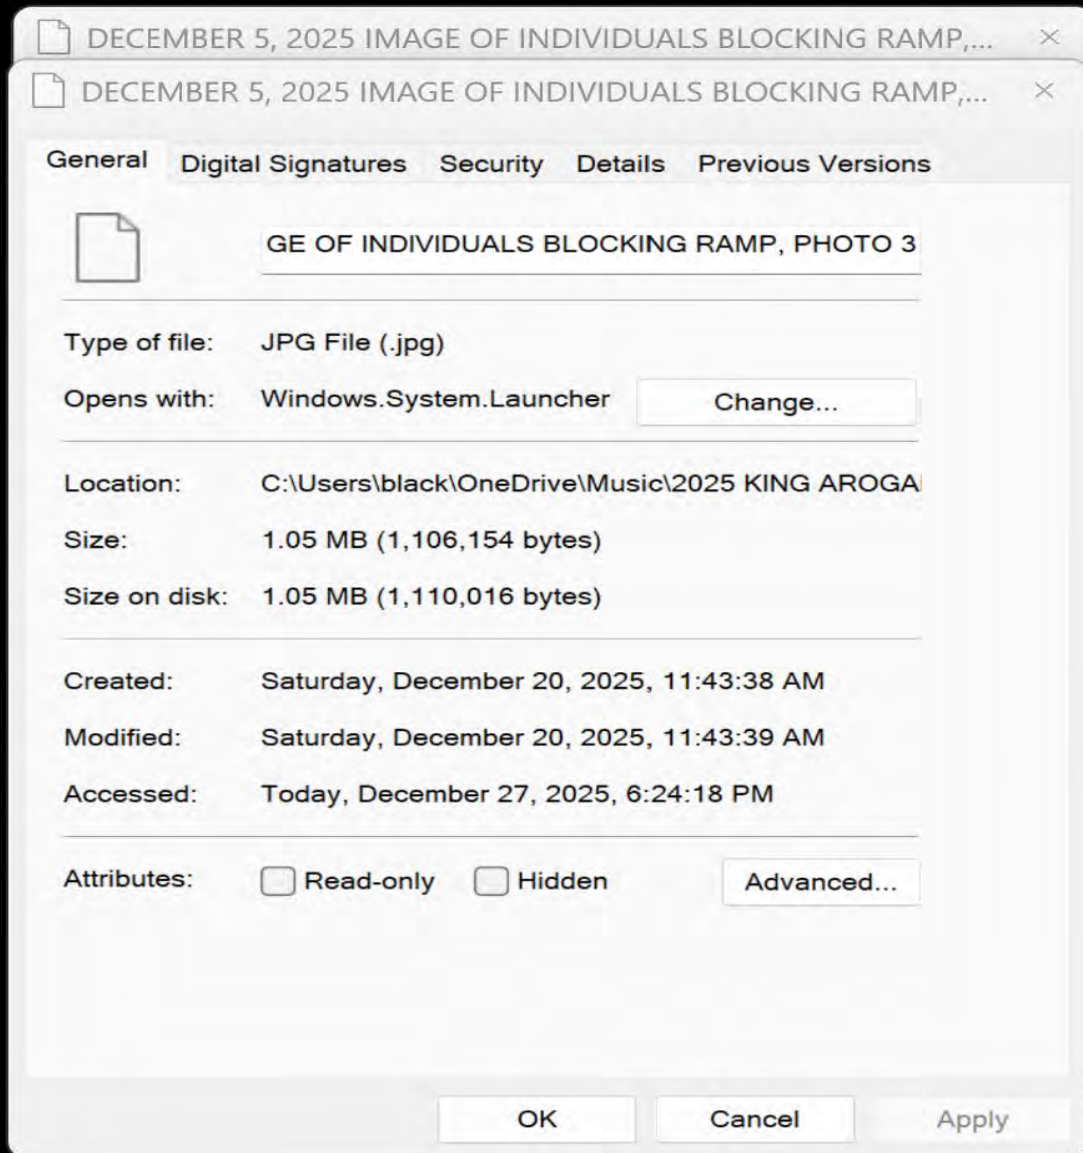 DECEMBER 5, 2025 IMAGE OF INDIVIDUALS BLOCKING RAMP,...
DECEMBER 5, 2025 IMAGE OF INDIVIDUALS BLOCKING RAMP,...
General Digital Signatures Security Details Previous Versions
GE OF INDIVIDUALS BLOCKING RAMP, PHOTO 3
Type of file: JPG File (.jpg)
Opens with: Windows.System.Launcher Change...
Location: C:\Users\black\OneDrive\Music\2025 KING AROGA
Size: 1.05 MB (1,106,154 bytes)
Size on disk: 1.05 MB (1,110,016 bytes)
Created: Saturday, December 20, 2025, 11:43:38 AM
Modified: Saturday, December 20, 2025, 11:43:39 AM
Accessed: Today, December 27, 2025, 6:24:18 PM
Attributes: Read-only Hidden Advanced...
OK Cancel Apply